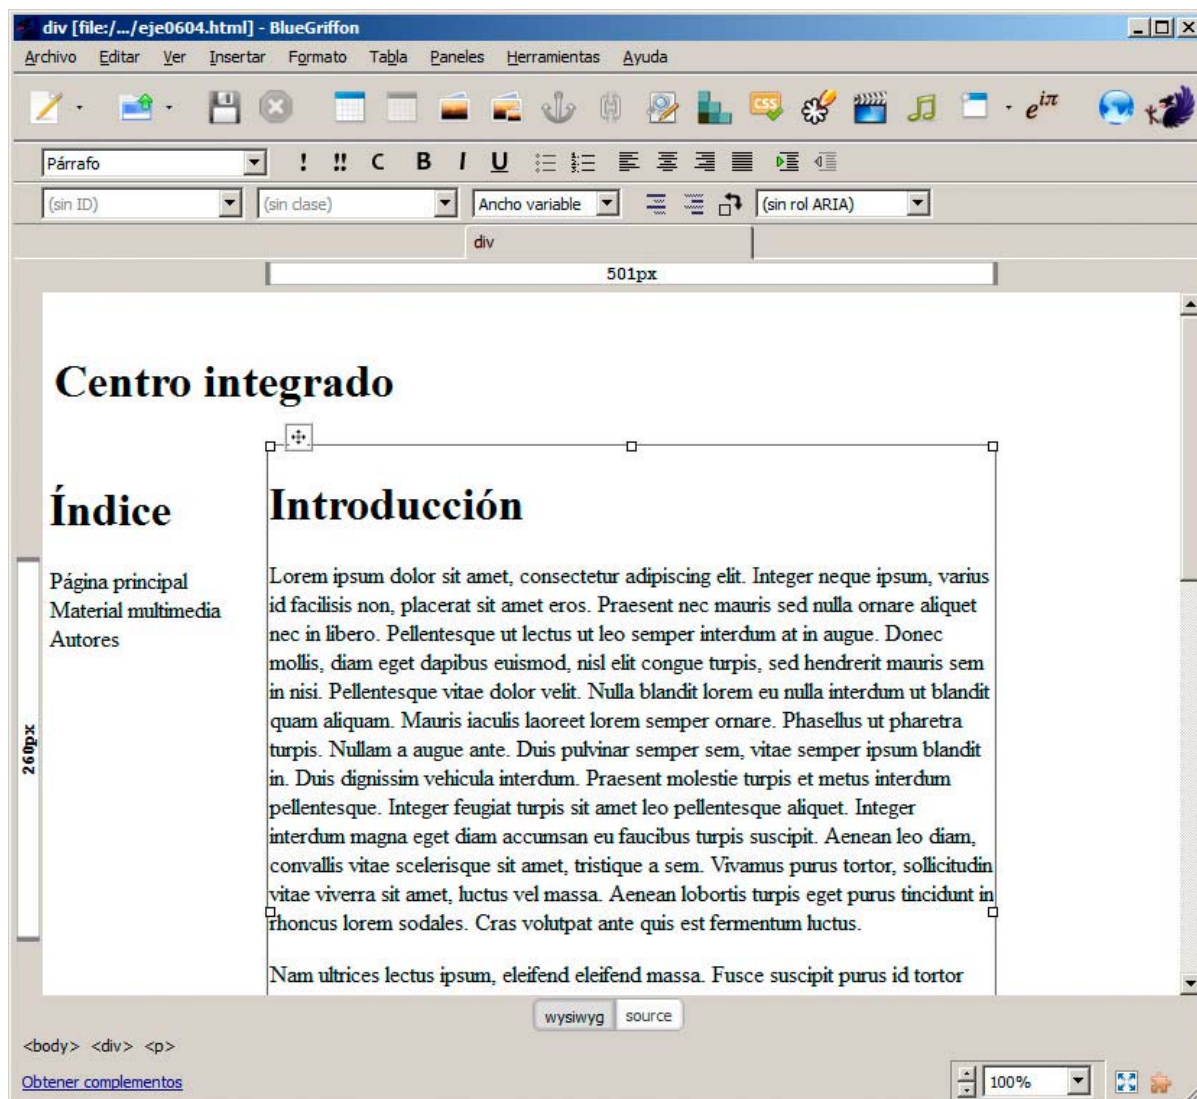 div [file:/.../eje0604.html] - BlueGriffon
Archivo Editar Ver Insertar Formato Tabla Paneles Herramientas Ayuda
CSS e^iπ
Párrafo ! !! C B I U
(sin ID) (sin clase) Ancho variable (sin rol ARIA)
div
501px
Centro integrado
Índice
Página principal
Material multimedia
Autores
260px
Introducción
Lorem ipsum dolor sit amet, consectetur adipiscing elit. Integer neque ipsum, varius
id facilisis non, placerat sit amet eros. Praesent nec mauris sed nulla ornare aliquet
nec in libero. Pellentesque ut lectus ut leo semper interdum at in augue. Donec
mollis, diam eget dapibus euismod, nisl elit congue turpis, sed hendrerit mauris sem
in nisi. Pellentesque vitae dolor velit. Nulla blandit lorem eu nulla interdum ut blandit
quam aliquam. Mauris iaculis laoreet lorem semper ornare. Phasellus ut pharetra
turpis. Nullam a augue ante. Duis pulvinar semper sem, vitae semper ipsum blandit
in. Duis dignissim vehicula interdum. Praesent molestie turpis et metus interdum
pellentesque. Integer feugiat turpis sit amet leo pellentesque aliquet. Integer
interdum magna eget diam accumsan eu faucibus turpis suscipit. Aenean leo diam,
convallis vitae scelerisque sit amet, tristique a sem. Vivamus purus tortor, sollicitudin
vitae viverra sit amet, luctus vel massa. Aenean lobortis turpis eget purus tincidunt in
rhoncus lorem sodales. Cras volutpat ante quis est fermentum luctus.
Nam ultrices lectus ipsum, eleifend eleifend massa. Fusce suscipit purus id tortor
wysiwyg source
<body> <div> <p>
Obtener complementos
100%